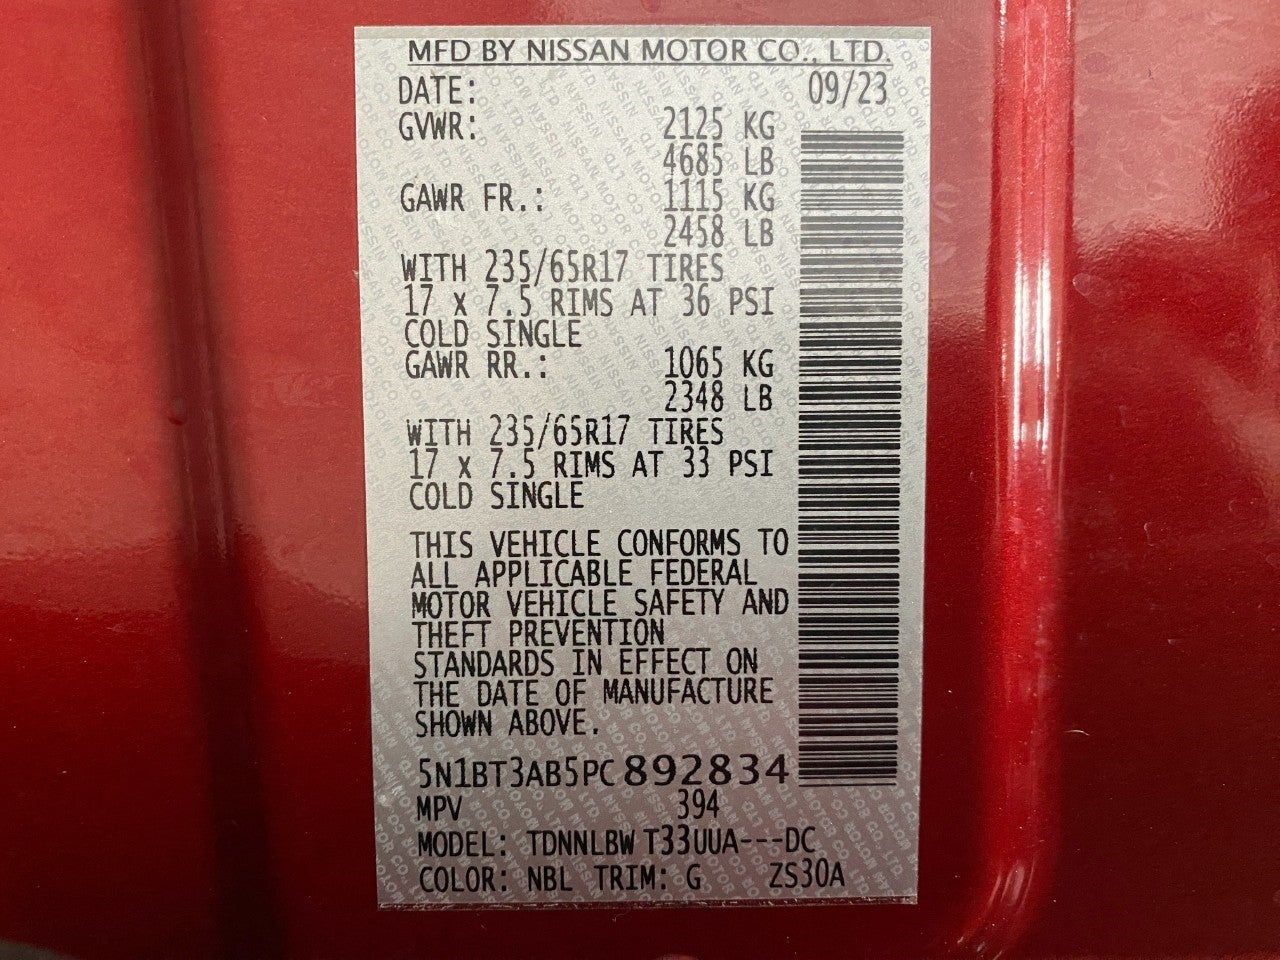 MFD BY NISSAN MOTOR CO., LTD.
DATE: 09/23
GVWR: 2125 KG
4685 LB
GAWR FR.: 1115 KG
2458 LB
WITH 235/65R17 TIRES
17 x 7.5 RIMS AT 36 PSI
COLD SINGLE
GAWR RR.: 1065 KG
2348 LB
WITH 235/65R17 TIRES
17 x 7.5 RIMS AT 33 PSI
COLD SINGLE
THIS VEHICLE CONFORMS TO
ALL APPLICABLE FEDERAL
MOTOR VEHICLE SAFETY AND
THEFT PREVENTION
STANDARDS IN EFFECT ON
THE DATE OF MANUFACTURE
SHOWN ABOVE.
5N1BT3AB5PC892834
MPV 394
MODEL: TDNNLBW T33UUA---DC
COLOR: NBL TRIM: G ZS30A